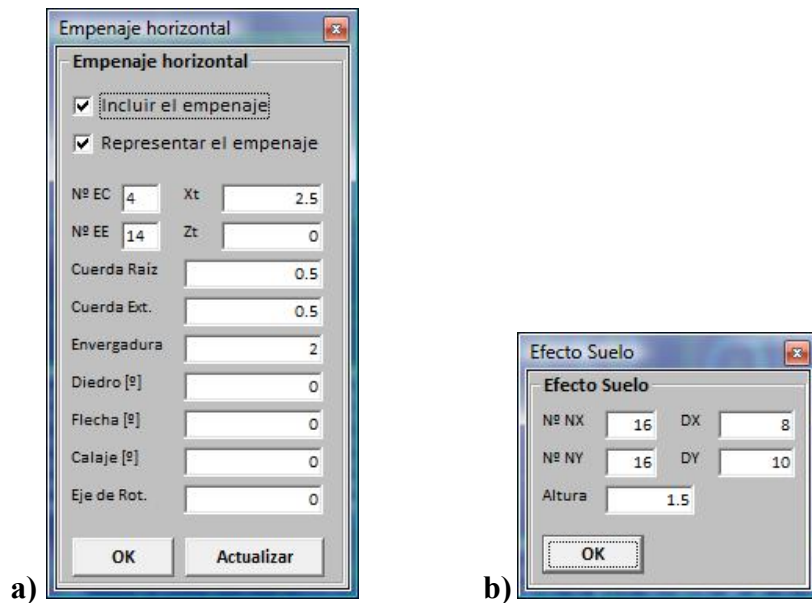 Empenaje horizontal
Empenaje horizontal
Incluir el empenaje
Representar el empenaje
Nº EC 4 Xt 2.5
Nº EE 14 Zt 0
Cuerda Raíz 0.5
Cuerda Ext. 0.5
Envergadura 2
Diedro [º] 0
Flecha [º] 0
Calaje [º] 0
Eje de Rot. 0
OK Actualizar
a)
Efecto Suelo
Efecto Suelo
Nº NX 16 DX 8
Nº NY 16 DY 10
Altura 1.5
OK
b)